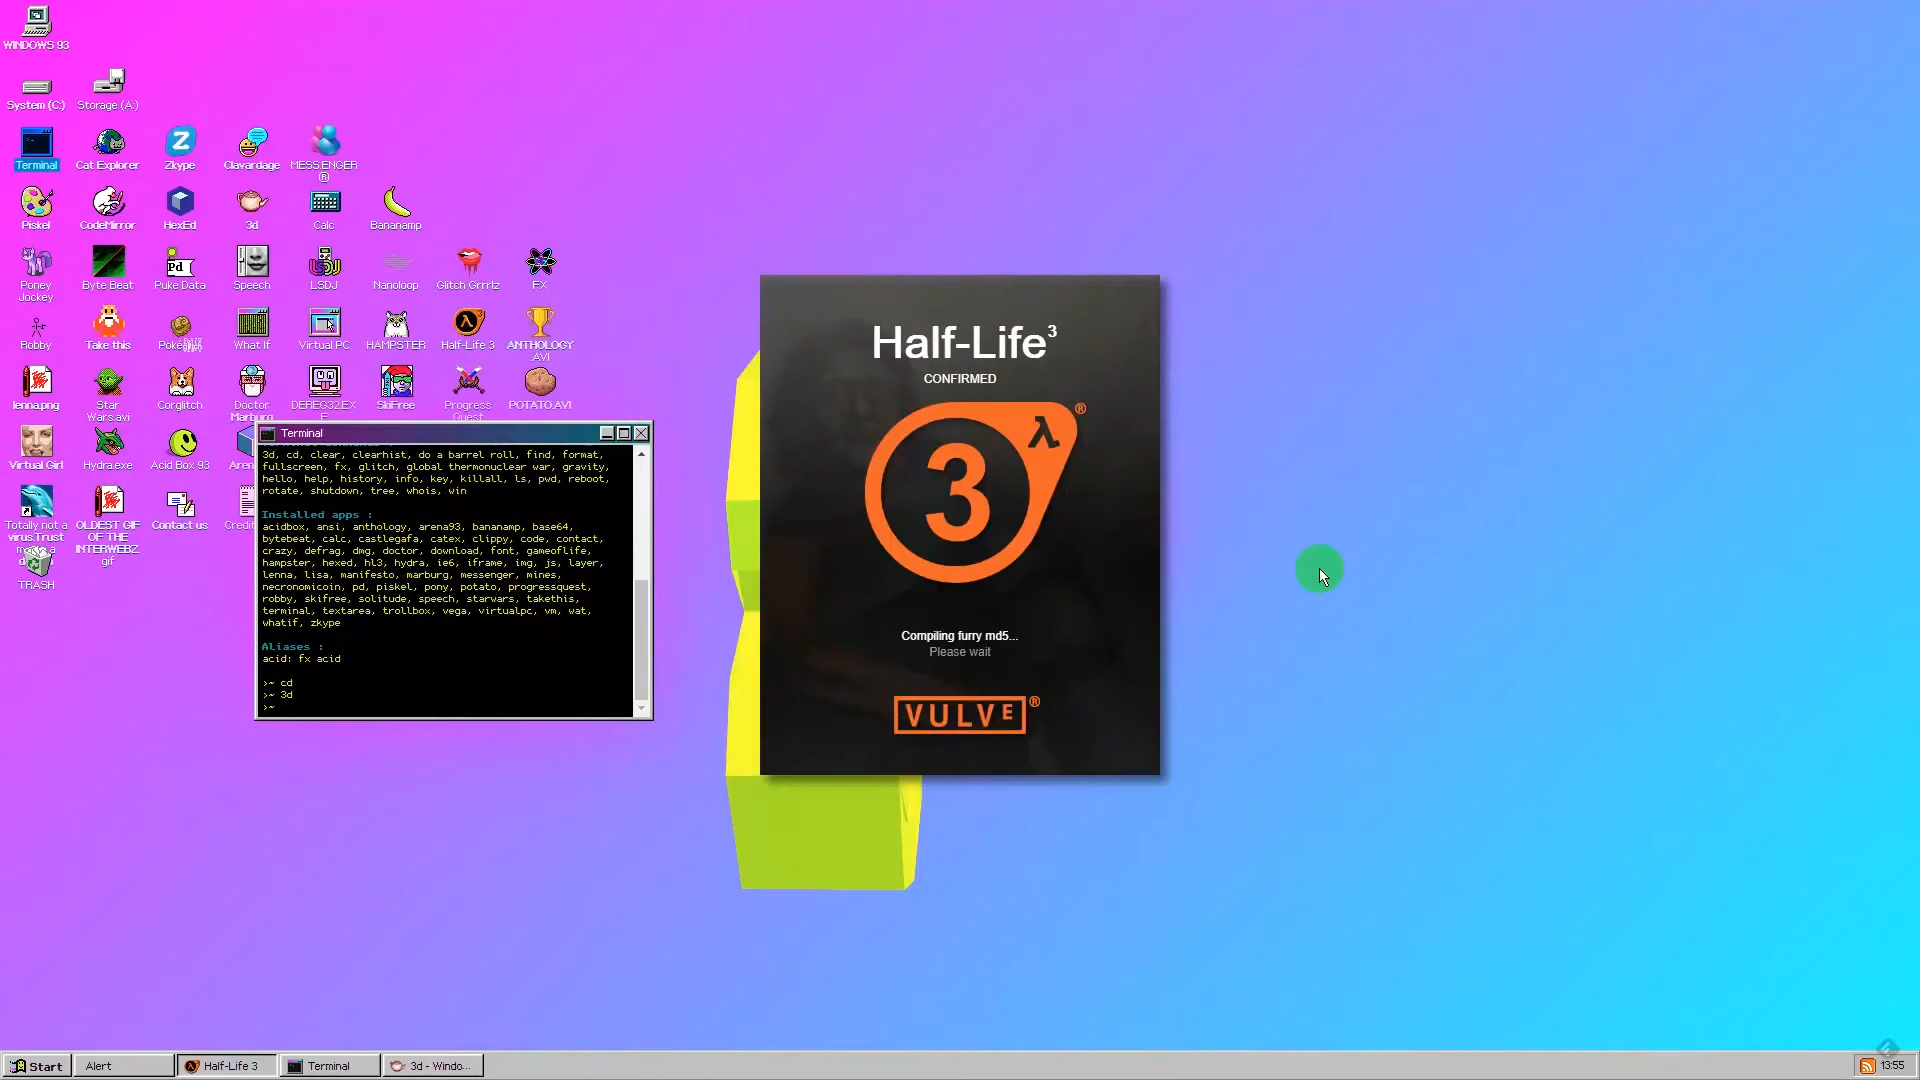 WINDOWS 93
System (C:)
Storage (A:)
Terminal
Cat Explorer
Zkype
Clavardage
MESSENGER
®
Piskel
CodeMirror
HexEd
3d
Calc
Bananamp
Poney
Jockey
Byte Beat
Puke Data
Speech
LSDJ
Nanoloop
Glitch Grrrlz
FX
Robby
Take this
What If
Virtual PC
HAMPSTER
Half-Life 3
ANTHOLOGY
.AVI
lenna.png
Star
Wars.avi
Corglitch
Doctor
Marburg
DEREG32.EX
E
SkiFree
Progress
Quest
POTATO.AVI
Virtual Girl
Hydra.exe
Acid Box 93
Totally not a
virus.Trust
OLDEST GIF
OF THE
INTERWEBZ.
gif
Contact us
TRASH
Terminal
3d, cd, clear, clearhist, do a barrel roll, find, format,
fullscreen, fx, glitch, global thermonuclear war, gravity,
hello, help, history, info, key, killall, ls, pwd, reboot,
rotate, shutdown, tree, whois, win
Installed apps :
acidbox, ansi, anthology, arena93, bananamp, base64,
bytebeat, calc, castlegafa, catex, clippy, code, contact,
crazy, defrag, dmg, doctor, download, font, gameoflife,
hampster, hexed, hl3, hydra, ie6, iframe, img, js, layer,
lenna, lisa, manifesto, marburg, messenger, mines,
necronomicoin, pd, piskel, pony, potato, progressquest,
robby, skifree, solitude, speech, starwars, takethis,
terminal, textarea, trollbox, vega, virtualpc, vm, wat,
whatif, zkype
Aliases :
acid: fx acid
>~ cd
>~ 3d
>~
Half-Life3
CONFIRMED
®
λ
3
Compiling furry md5...
Please wait
VULVE®
Start
Alert
Half-Life 3
Terminal
3d - Windo...
13:55